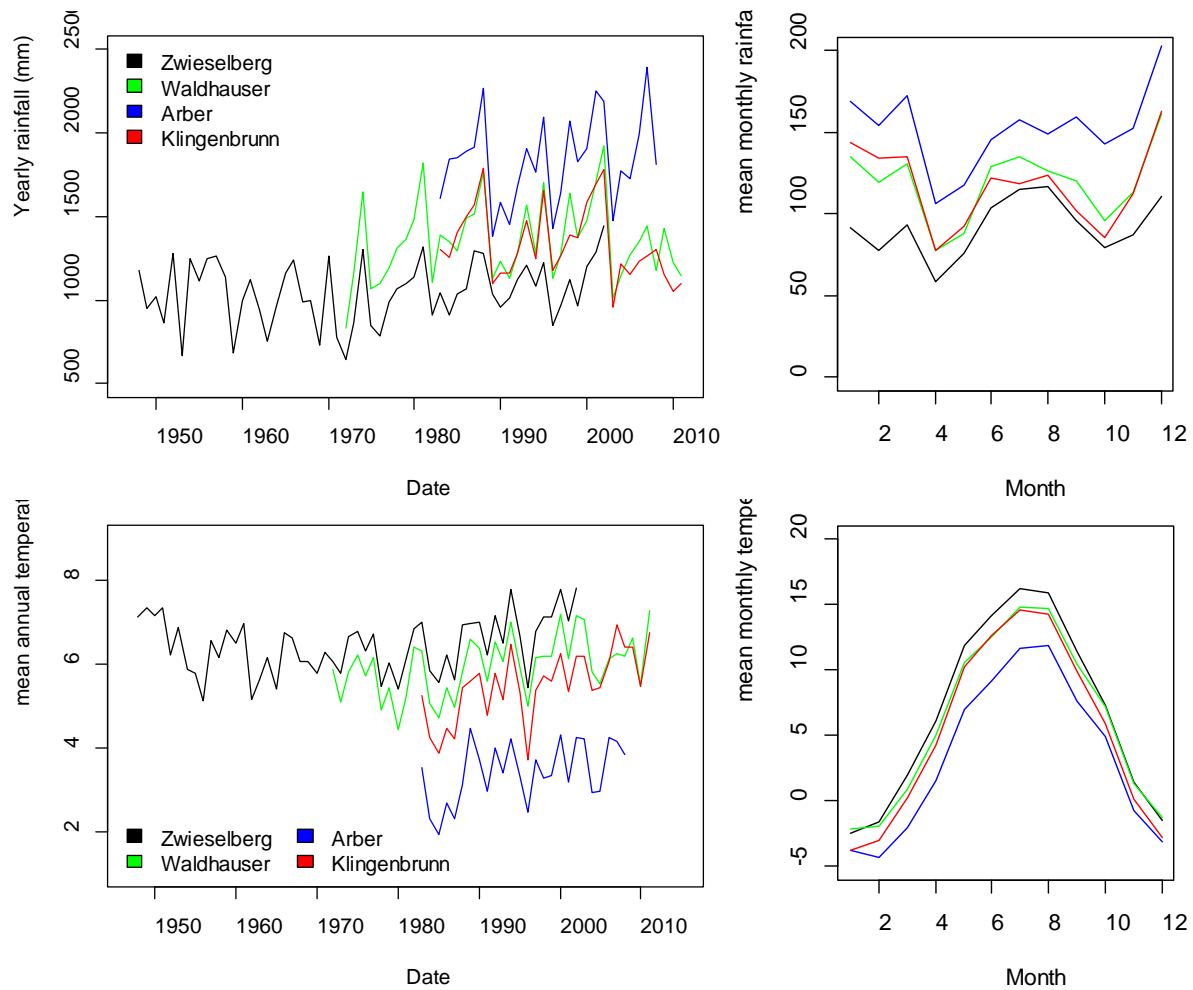 Yearly rainfall (mm)
500 1000 1500 2000 2500
Zwieselberg
Waldhauser
Arber
Klingenbrunn
1950 1960 1970 1980 1990 2000 2010
Date
mean monthly rainfa
0 50 100 150 200
2 4 6 8 10 12
Month
mean annual temperat
2 4 6 8
Zwieselberg
Waldhauser
Arber
Klingenbrunn
1950 1960 1970 1980 1990 2000 2010
Date
mean monthly tempe
-5 0 5 10 15 20
2 4 6 8 10 12
Month